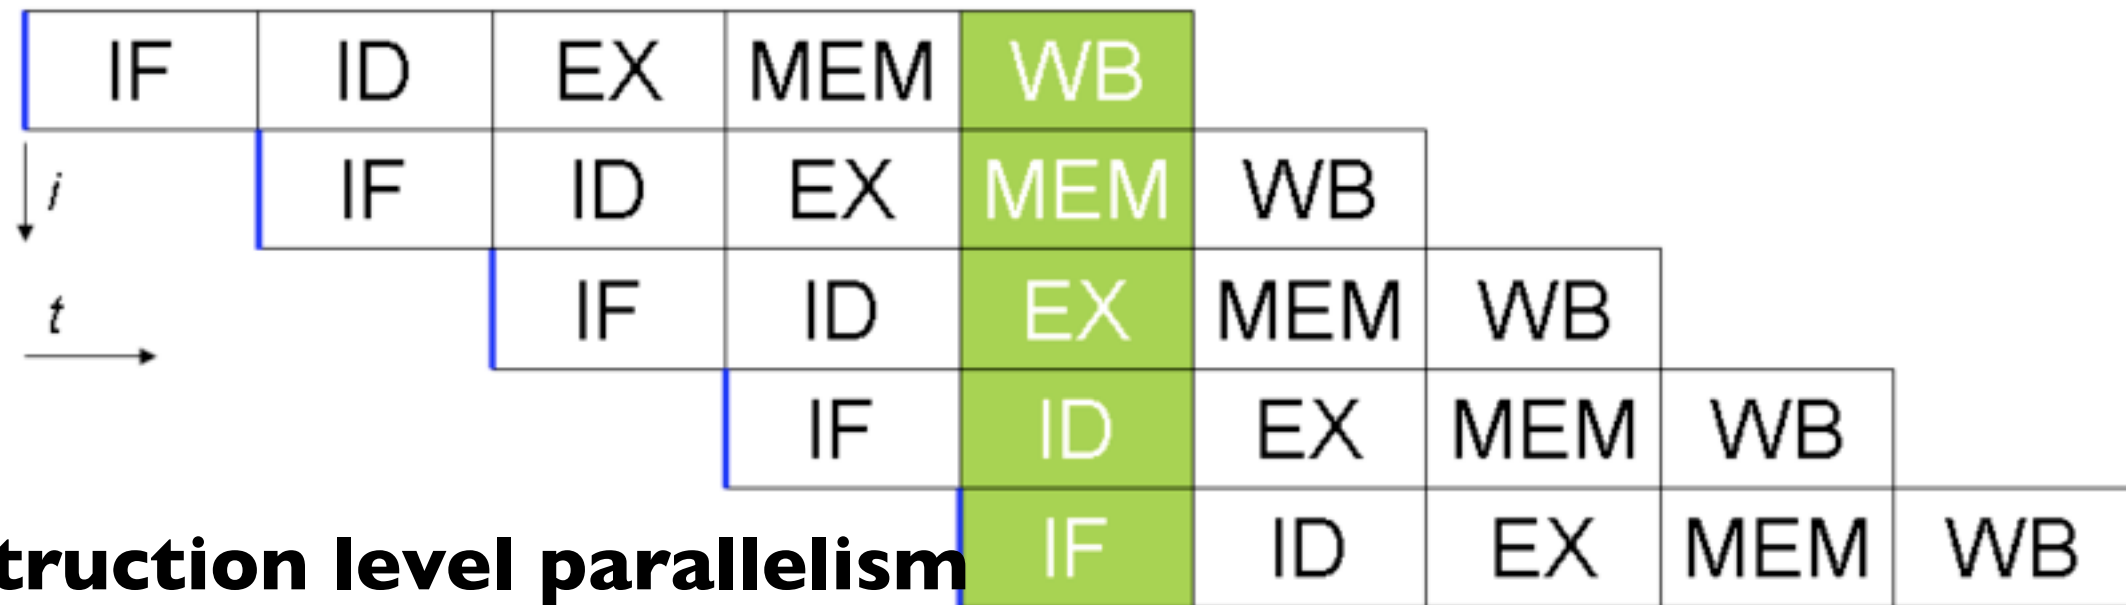 IF ID EX MEM WB
i IF ID EX MEM WB
t IF ID EX MEM WB
IF ID EX MEM WB
truction level parallelism IF ID EX MEM WB